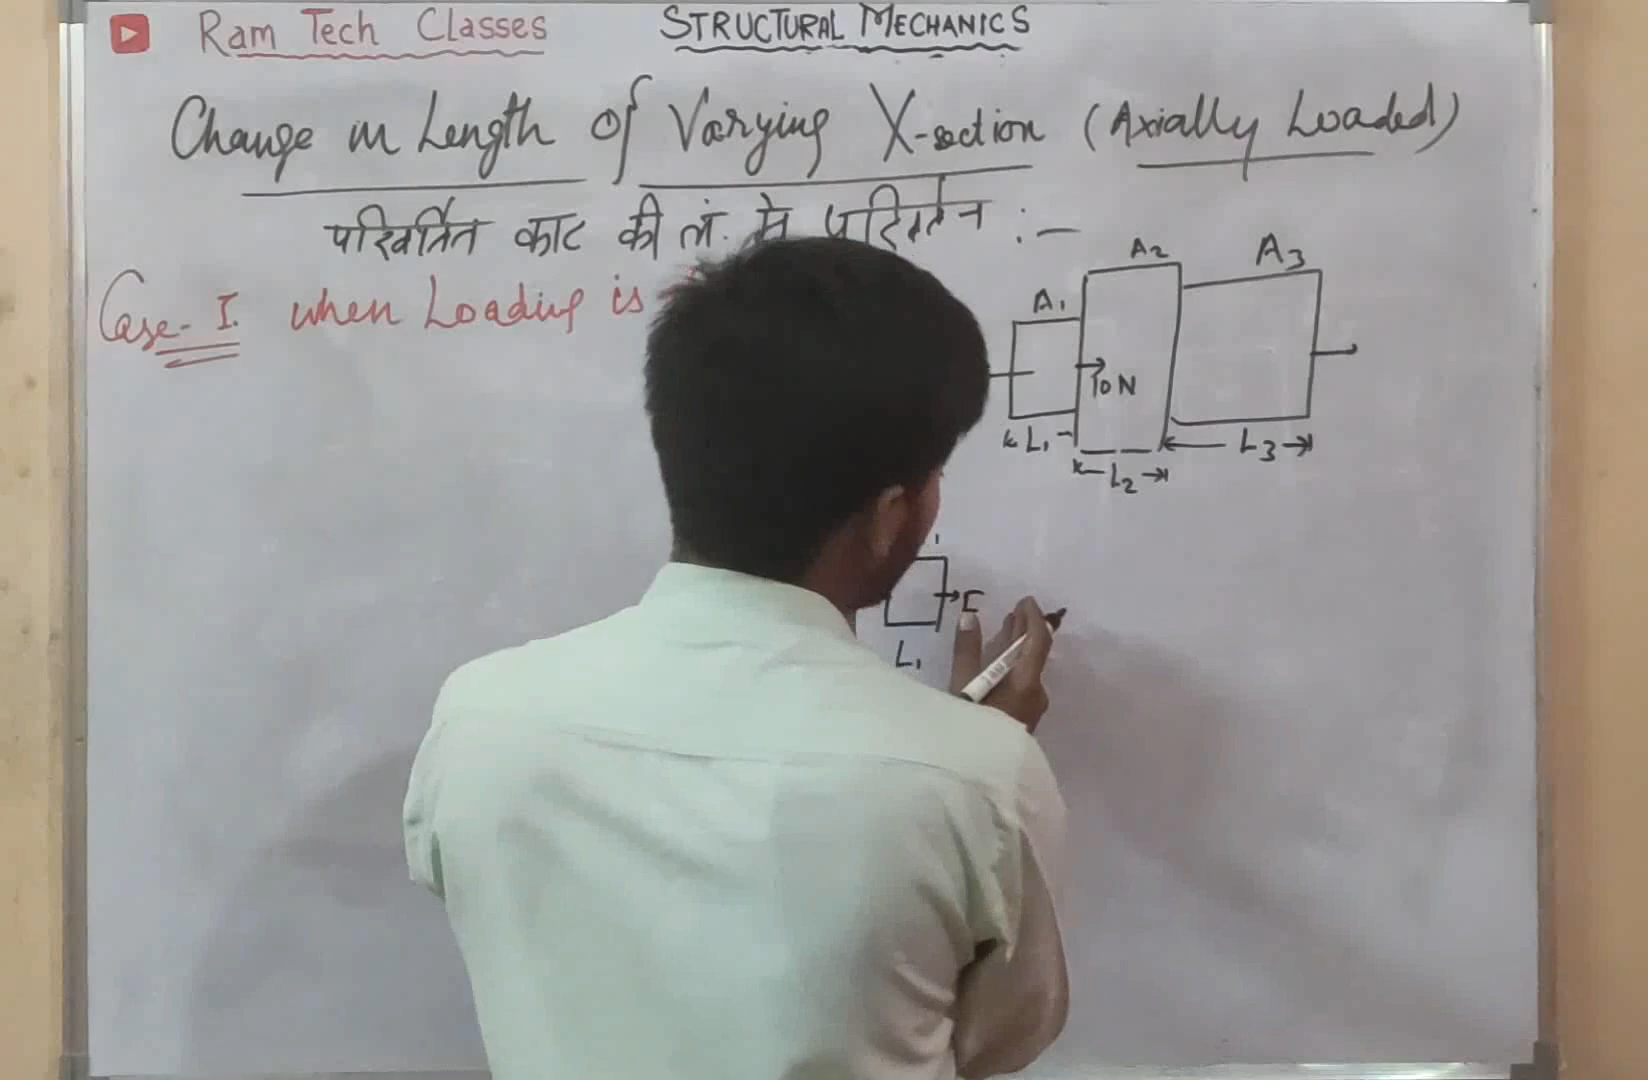 Ram Tech Classes
STRUCTURAL MECHANICS
Change in Length of Varying X-section (Axially Loaded)
परिवर्तित काट की लं. में परिवर्तन :-
Case-I. when Loading is
A1
A2
A3
10 N
L1
L2
L3
L1